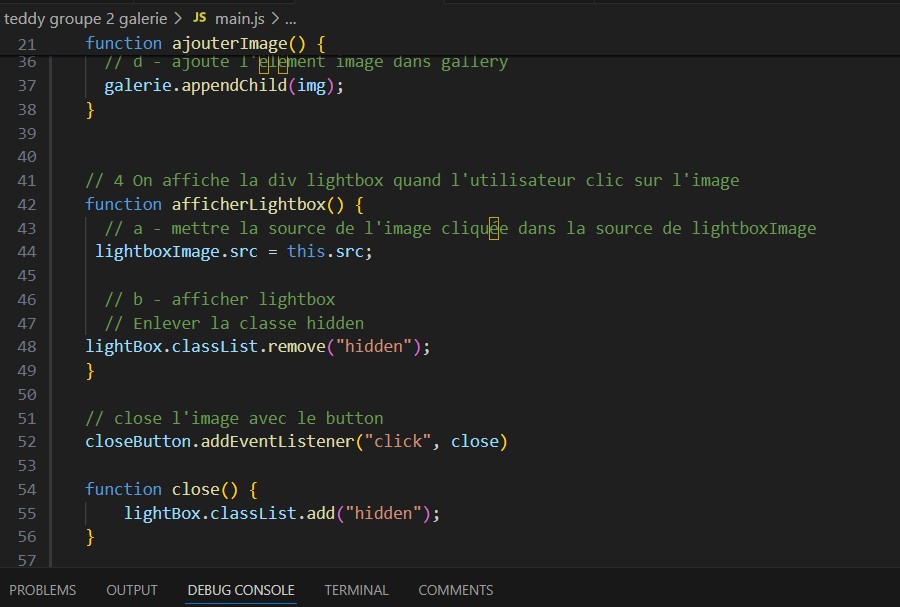 teddy groupe 2 galerie > JS main.js > ...
21 function ajouterImage() {
36 // d - ajoute l'élément image dans gallery
37 galerie.appendChild(img);
38 }
39
40
41 // 4 On affiche la div lightbox quand l'utilisateur clic sur l'image
42 function afficherLightbox() {
43 // a - mettre la source de l'image cliquée dans la source de lightboxImage
44 lightboxImage.src = this.src;
45
46 // b - afficher lightbox
47 // Enlever la classe hidden
48 lightBox.classList.remove("hidden");
49 }
50
51 // close l'image avec le button
52 closeButton.addEventListener("click", close)
53
54 function close() {
55 lightBox.classList.add("hidden");
56 }
57
PROBLEMS OUTPUT DEBUG CONSOLE TERMINAL COMMENTS